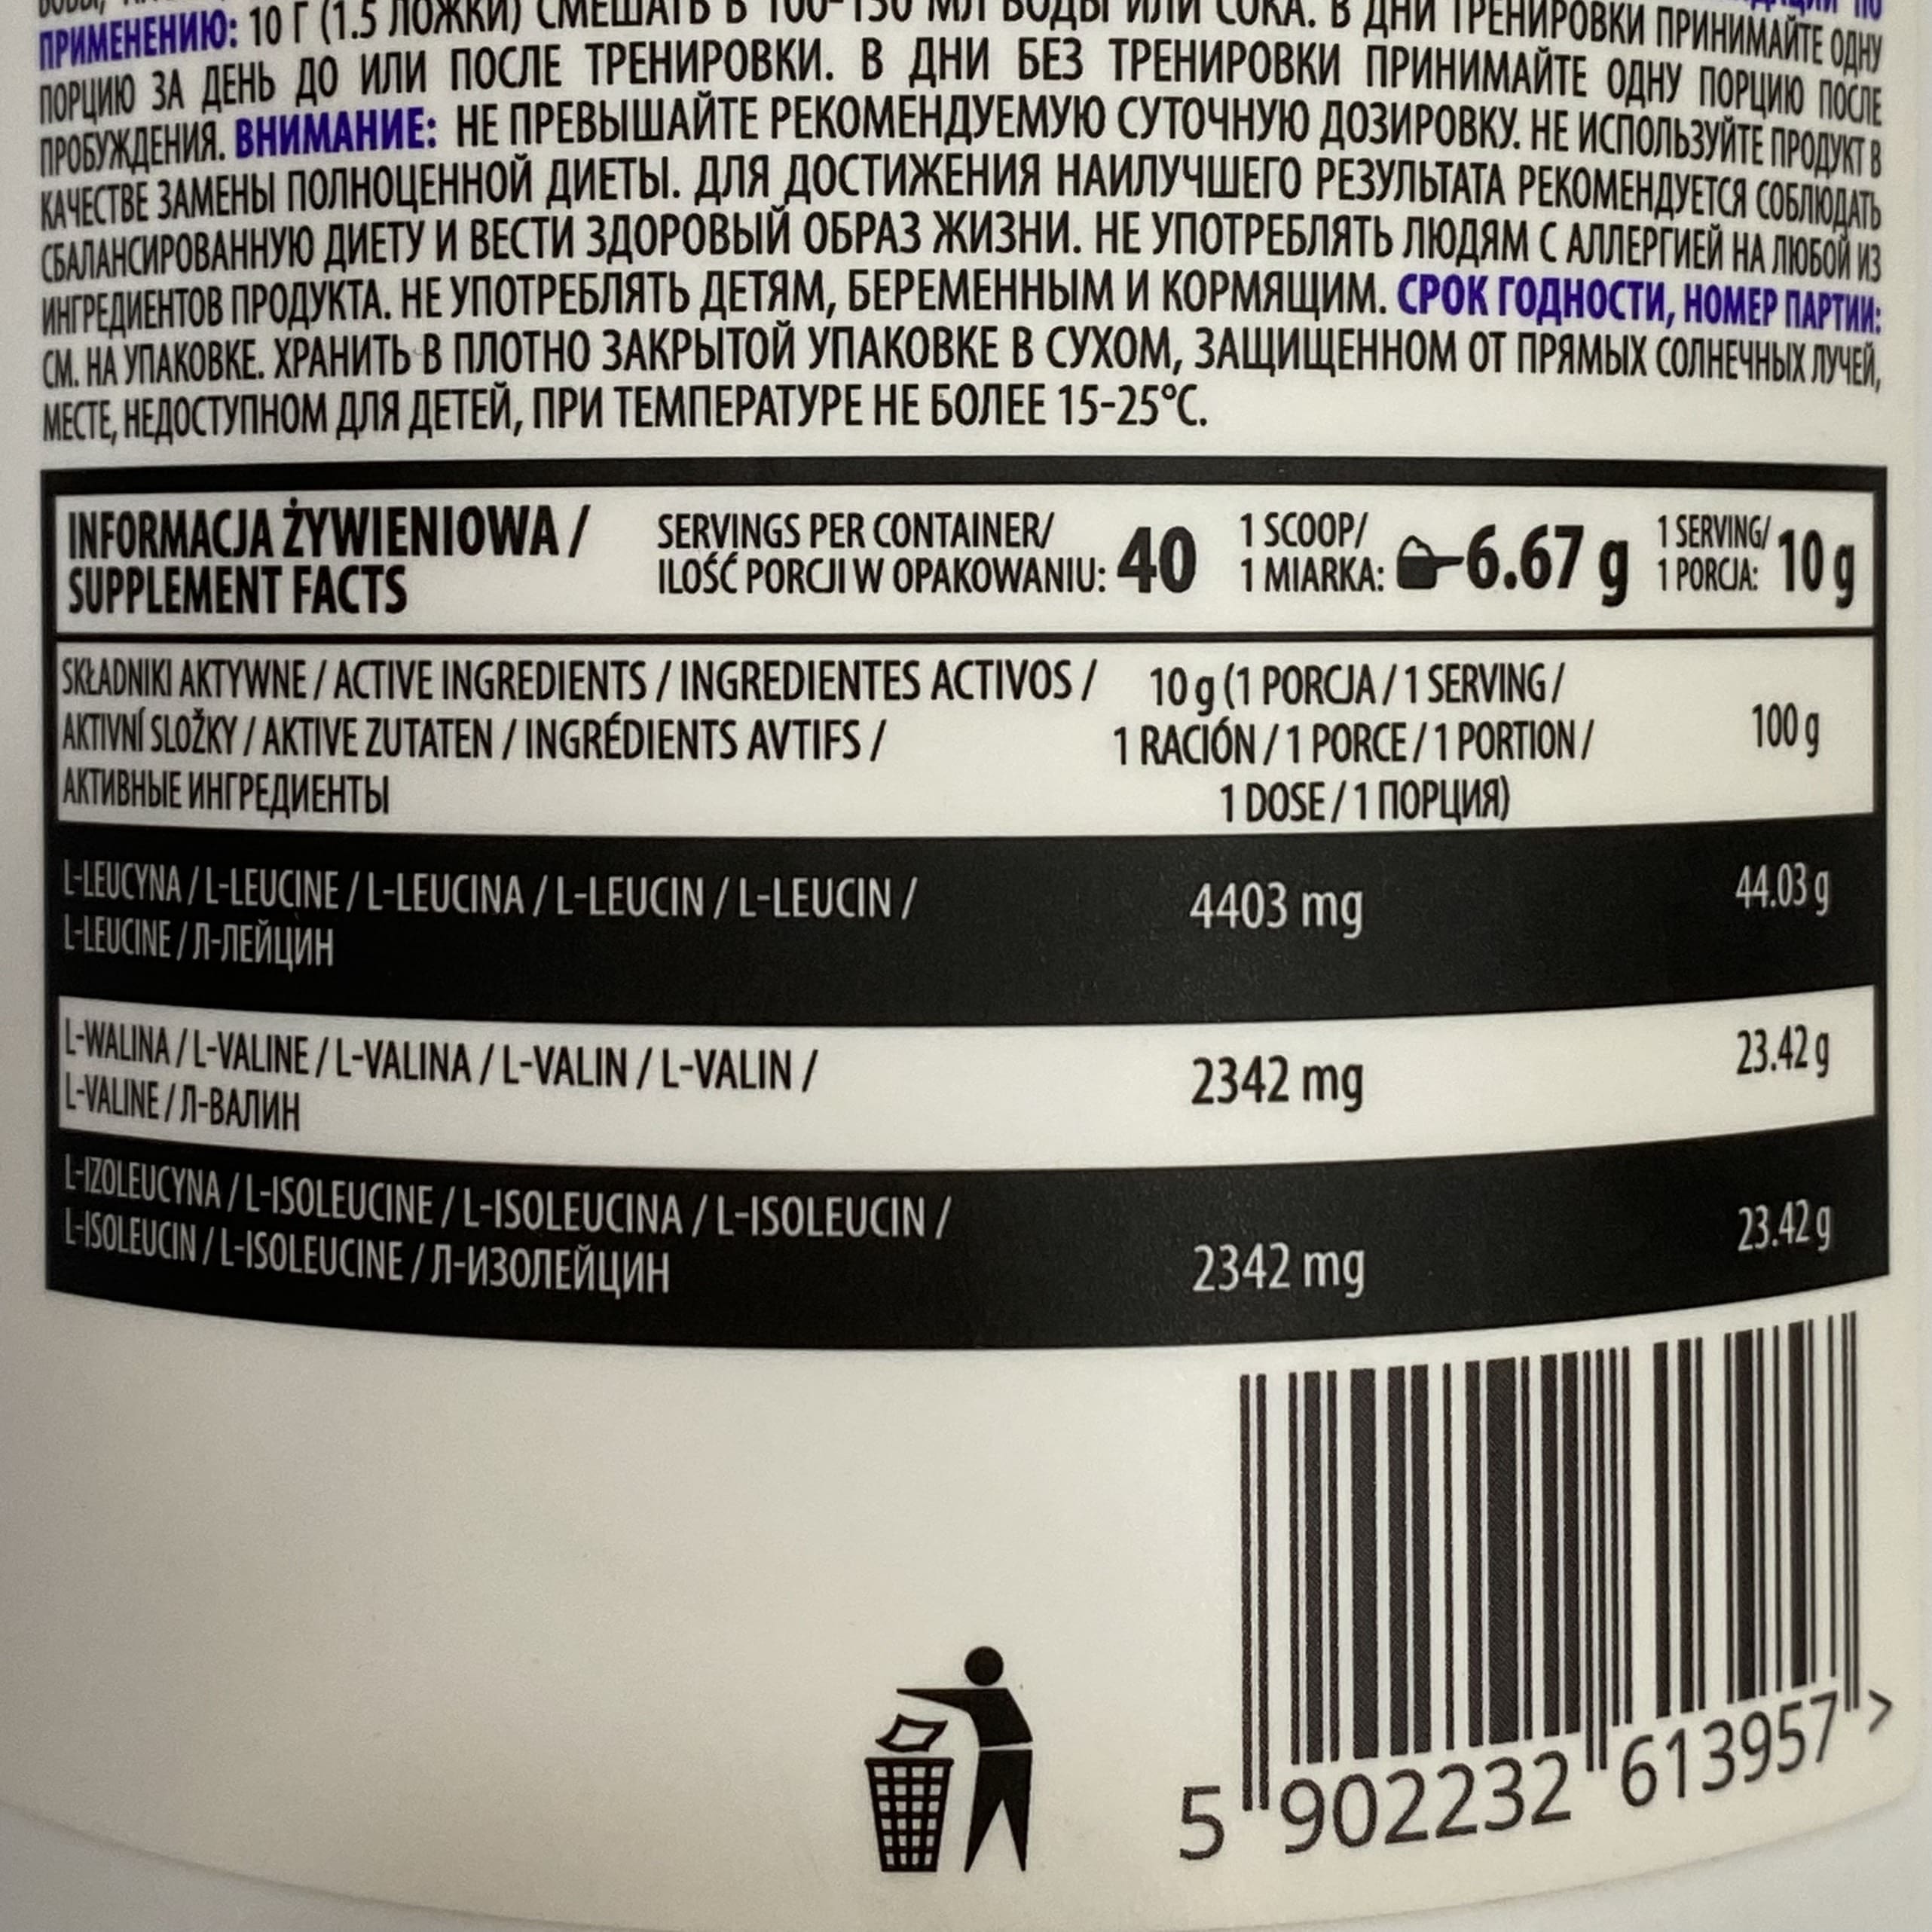 ПРИМЕНЕНИЮ: 10 Г (1.5 ЛОЖКИ) СМЕШАТЬ В 100-150 МЛ ВОДЫ ИЛИ СОКА. В ДНИ ТРЕНИРОВКИ ПРИНИМАЙТЕ ОДНУ
ПОРЦИЮ ЗА ДЕНЬ ДО ИЛИ ПОСЛЕ ТРЕНИРОВКИ. В ДНИ БЕЗ ТРЕНИРОВКИ ПРИНИМАЙТЕ ОДНУ ПОРЦИЮ ПОСЛЕ
ПРОБУЖДЕНИЯ. ВНИМАНИЕ: НЕ ПРЕВЫШАЙТЕ РЕКОМЕНДУЕМУЮ СУТОЧНУЮ ДОЗИРОВКУ. НЕ ИСПОЛЬЗУЙТЕ ПРОДУКТ В
КАЧЕСТВЕ ЗАМЕНЫ ПОЛНОЦЕННОЙ ДИЕТЫ. ДЛЯ ДОСТИЖЕНИЯ НАИЛУЧШЕГО РЕЗУЛЬТАТА РЕКОМЕНДУЕТСЯ СОБЛЮДАТЬ
СБАЛАНСИРОВАННУЮ ДИЕТУ И ВЕСТИ ЗДОРОВЫЙ ОБРАЗ ЖИЗНИ. НЕ УПОТРЕБЛЯТЬ ЛЮДЯМ С АЛЛЕРГИЕЙ НА ЛЮБОЙ ИЗ
ИНГРЕДИЕНТОВ ПРОДУКТА. НЕ УПОТРЕБЛЯТЬ ДЕТЯМ, БЕРЕМЕННЫМ И КОРМЯЩИМ. СРОК ГОДНОСТИ, НОМЕР ПАРТИИ:
СМ. НА УПАКОВКЕ. ХРАНИТЬ В ПЛОТНО ЗАКРЫТОЙ УПАКОВКЕ В СУХОМ, ЗАЩИЩЕННОМ ОТ ПРЯМЫХ СОЛНЕЧНЫХ ЛУЧЕЙ,
МЕСТЕ, НЕДОСТУПНОМ ДЛЯ ДЕТЕЙ, ПРИ ТЕМПЕРАТУРЕ НЕ БОЛЕЕ 15-25°C.
INFORMACJA ŻYWIENIOWA /
SUPPLEMENT FACTS
SERVINGS PER CONTAINER/
ILOŚĆ PORCJI W OPAKOWANIU: 40
1 SCOOP/
1 MIARKA: 6.67 g
1 SERVING/
1 PORCJA: 10 g
SKŁADNIKI AKTYWNE / ACTIVE INGREDIENTS / INGREDIENTES ACTIVOS /
AKTIVNÍ SLOŽKY / AKTIVE ZUTATEN / INGRÉDIENTS AVTIFS /
АКТИВНЫЕ ИНГРЕДИЕНТЫ
10 g (1 PORCJA / 1 SERVING /
1 RACIÓN / 1 PORCE / 1 PORTION /
1 DOSE / 1 ПОРЦИЯ)
100 g
L-LEUCYNA / L-LEUCINE / L-LEUCINA / L-LEUCIN / L-LEUCIN /
L-LEUCINE / Л-ЛЕЙЦИН
4403 mg
44.03 g
L-WALINA / L-VALINE / L-VALINA / L-VALIN / L-VALIN /
L-VALINE / Л-ВАЛИН
2342 mg
23.42 g
L-IZOLEUCYNA / L-ISOLEUCINE / L-ISOLEUCINA / L-ISOLEUCIN /
L-ISOLEUCIN / L-ISOLEUCINE / Л-ИЗОЛЕЙЦИН
2342 mg
23.42 g
5 902232 613957 >